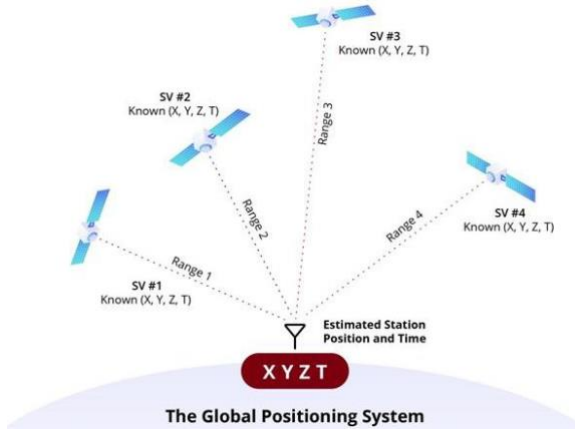 SV #3
Known (X, Y, Z, T)
SV #2
Known (X, Y, Z, T)
Range 3
SV #4
Known (X, Y, Z, T)
Range 2
Range 4
Range 1
SV #1
Known (X, Y, Z, T)
Estimated Station
Position and Time
X Y Z T
The Global Positioning System